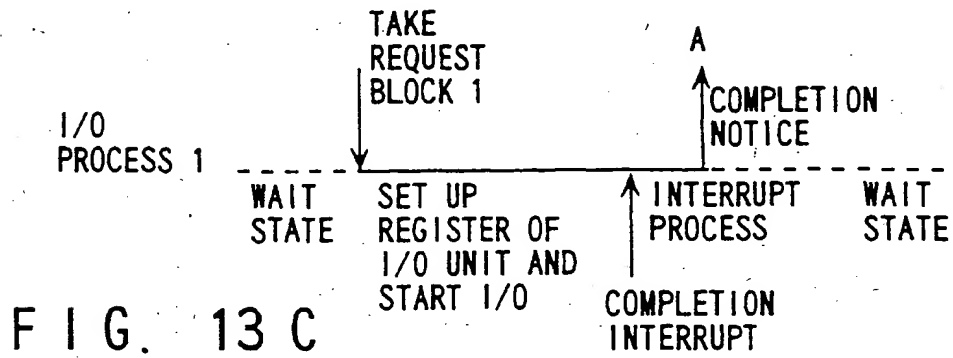 TAKE
REQUEST
BLOCK 1
A
COMPLETION
NOTICE
I/O
PROCESS 1
WAIT
STATE
SET UP
REGISTER OF
I/O UNIT AND
START I/O
INTERRUPT
PROCESS
WAIT
STATE
COMPLETION
INTERRUPT
FIG. 13C